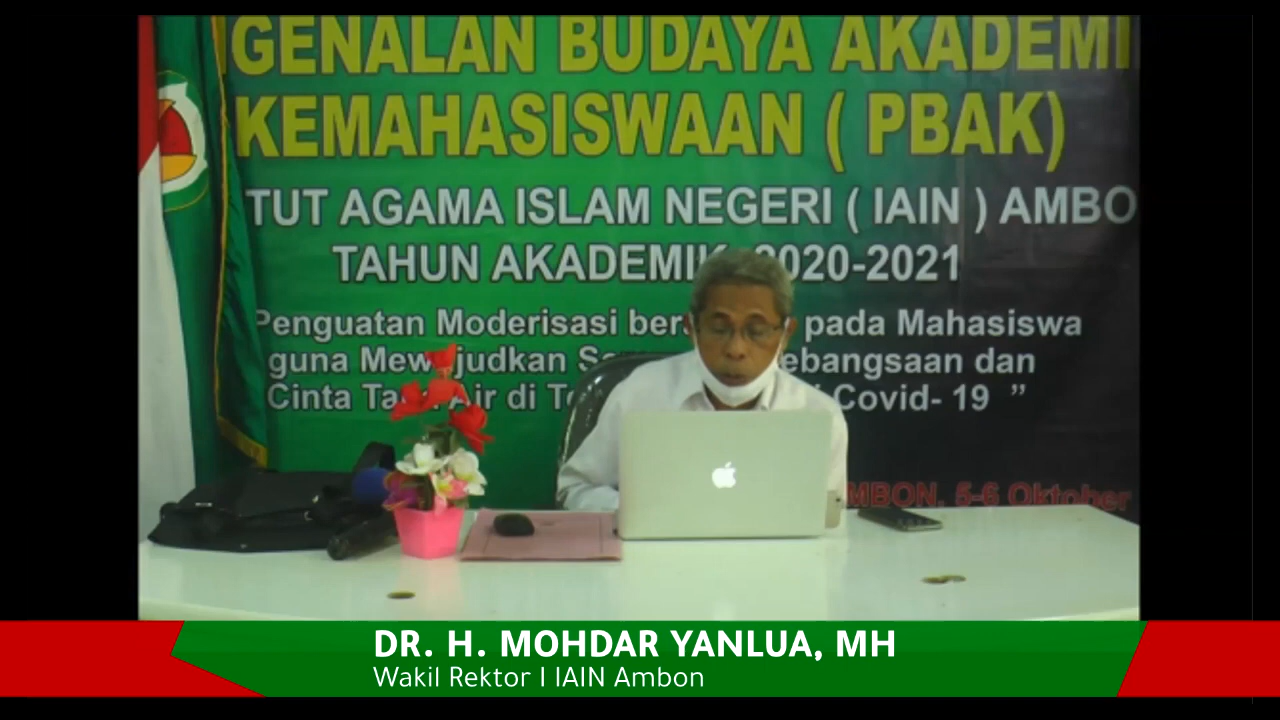 GENALAN BUDAYA AKADEMI
KEMAHASISWAAN ( PBAK)
TUT AGAMA ISLAM NEGERI ( IAIN ) AMBO
TAHUN AKADEMIK 2020-2021
Penguatan Moderisasi ber pada Mahasiswa
guna Mewujudkan Se ebangsaan dan
Cinta Tana Air di Te i Covid- 19 ”
MBON, 5-6 Oktober
DR. H. MOHDAR YANLUA, MH
Wakil Rektor I IAIN Ambon